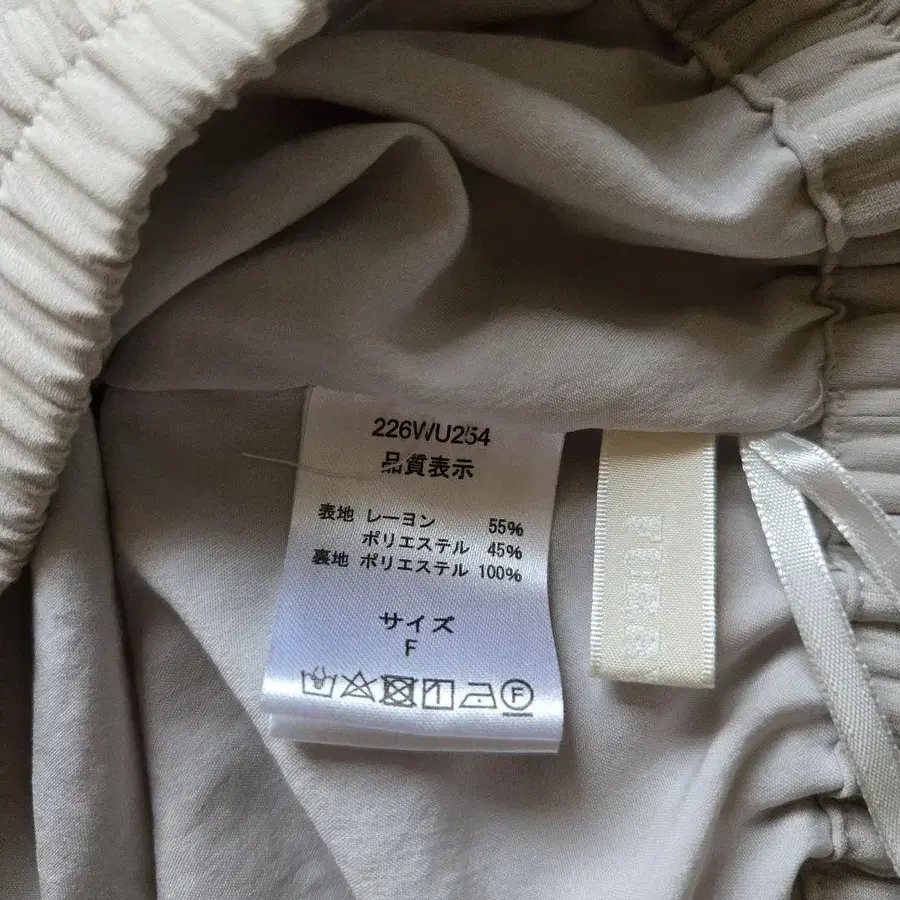 226WU254
品質表示
表地 レーヨン 55%
ポリエステル 45%
裏地 ポリエステル 100%
サイズ
F
F